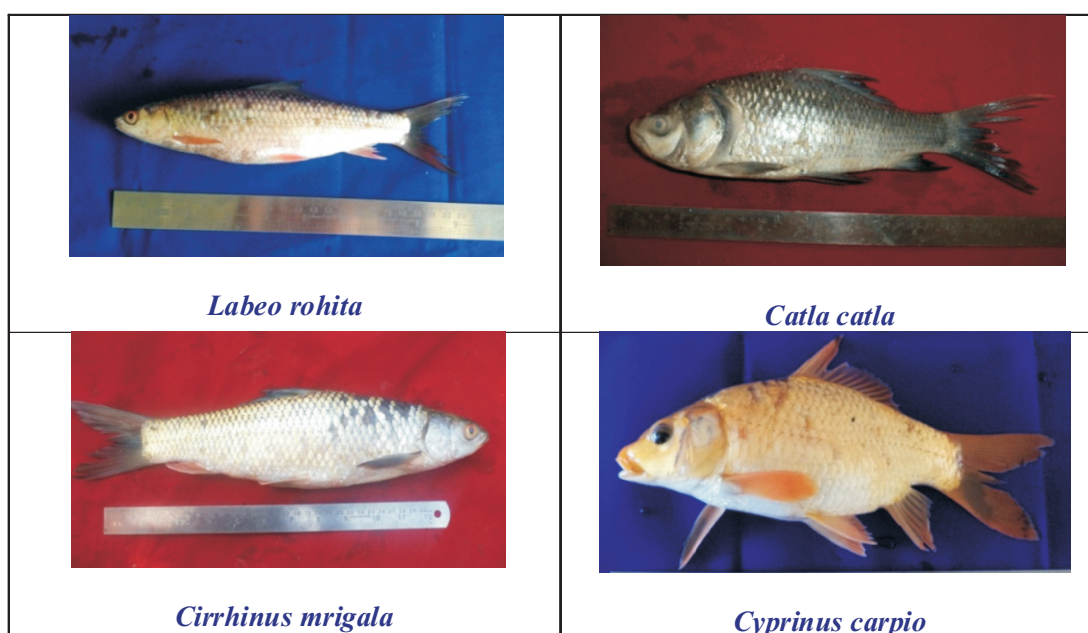 Labeo rohita
Catla catla
Cirrhinus mrigala
Cyprinus carpio